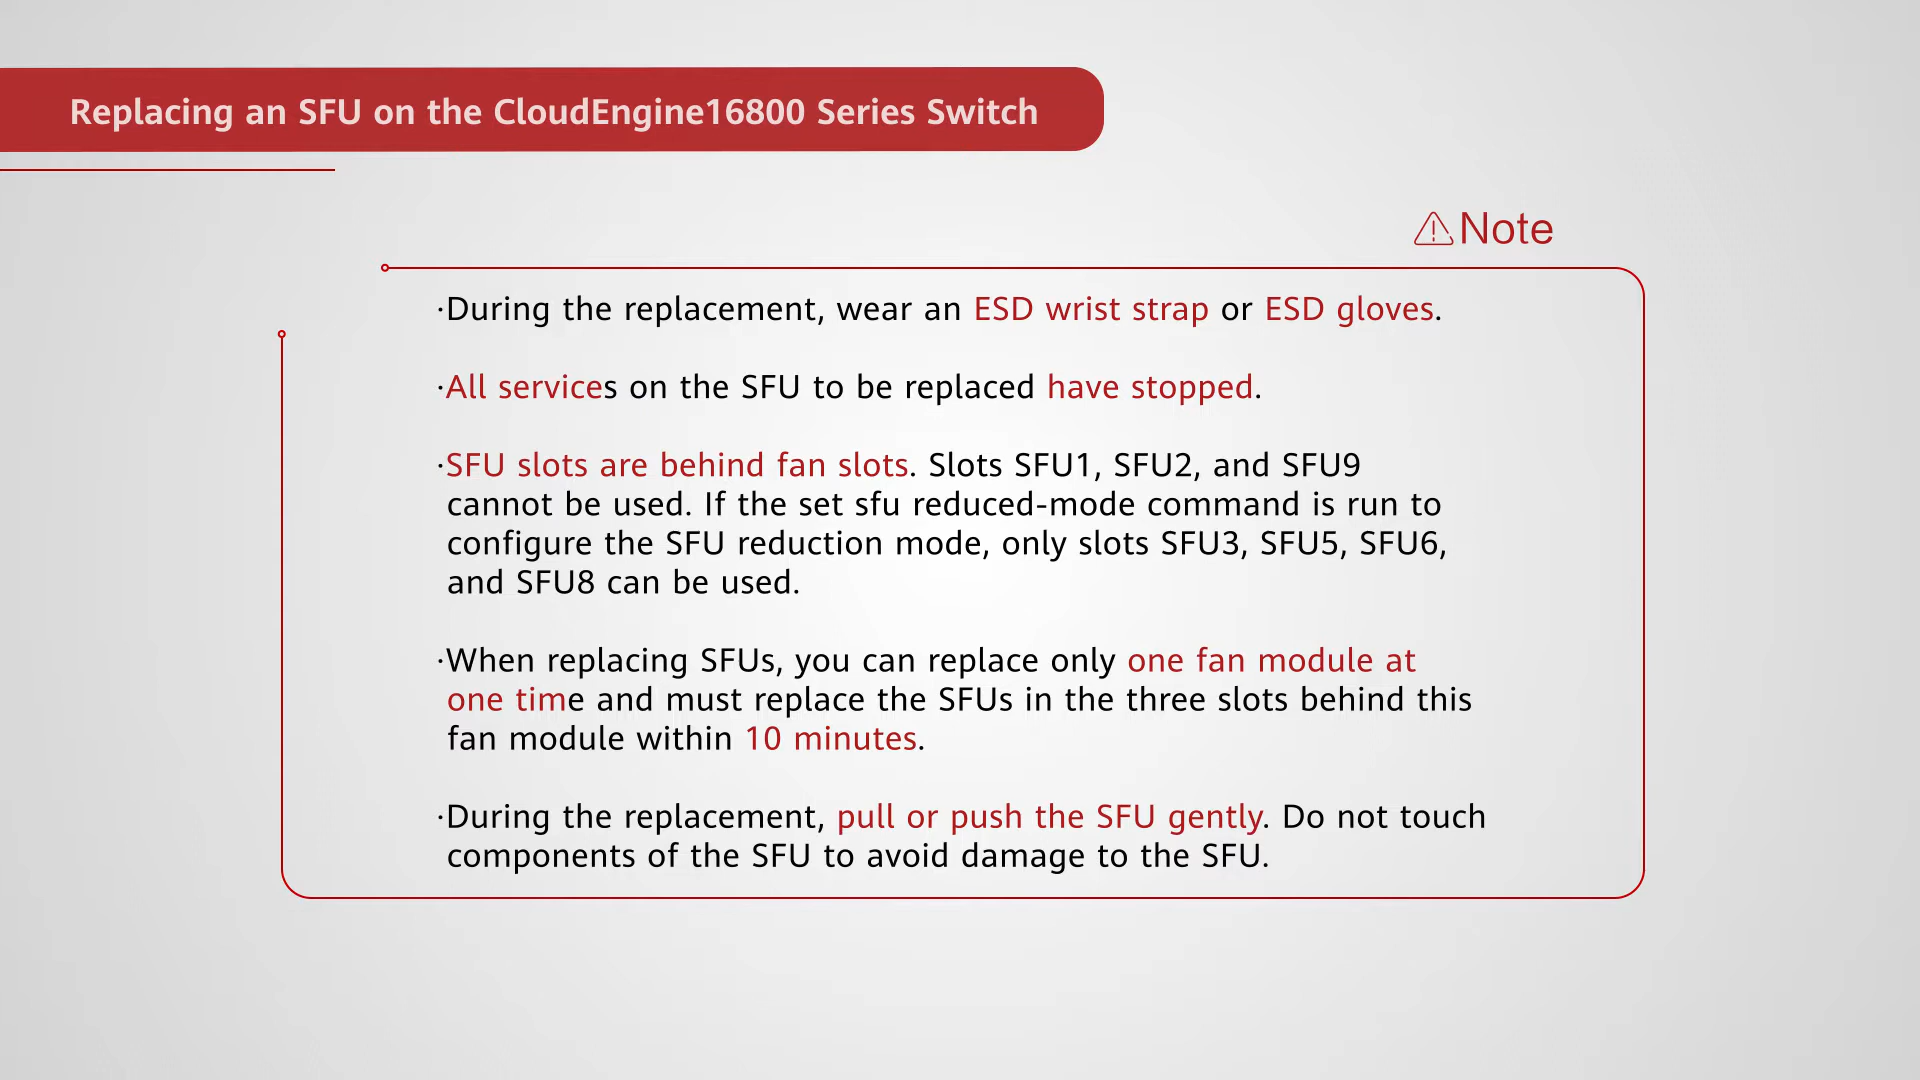 Replacing an SFU on the CloudEngine16800 Series Switch
Note
·During the replacement, wear an ESD wrist strap or ESD gloves.
·All services on the SFU to be replaced have stopped.
·SFU slots are behind fan slots. Slots SFU1, SFU2, and SFU9
cannot be used. If the set sfu reduced-mode command is run to
configure the SFU reduction mode, only slots SFU3, SFU5, SFU6,
and SFU8 can be used.
·When replacing SFUs, you can replace only one fan module at
one time and must replace the SFUs in the three slots behind this
fan module within 10 minutes.
·During the replacement, pull or push the SFU gently. Do not touch
components of the SFU to avoid damage to the SFU.